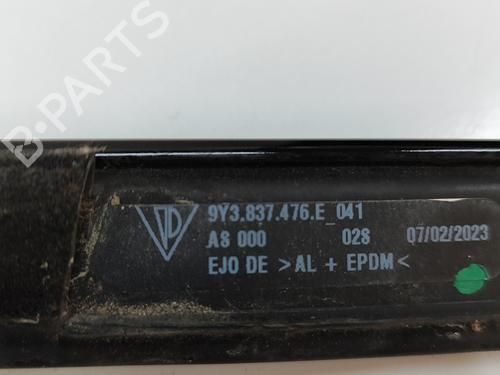 B-PARTS
9Y3.837.476.E_041
A8 000 028 07/02/2023
EJO DE >AL + EPDM<